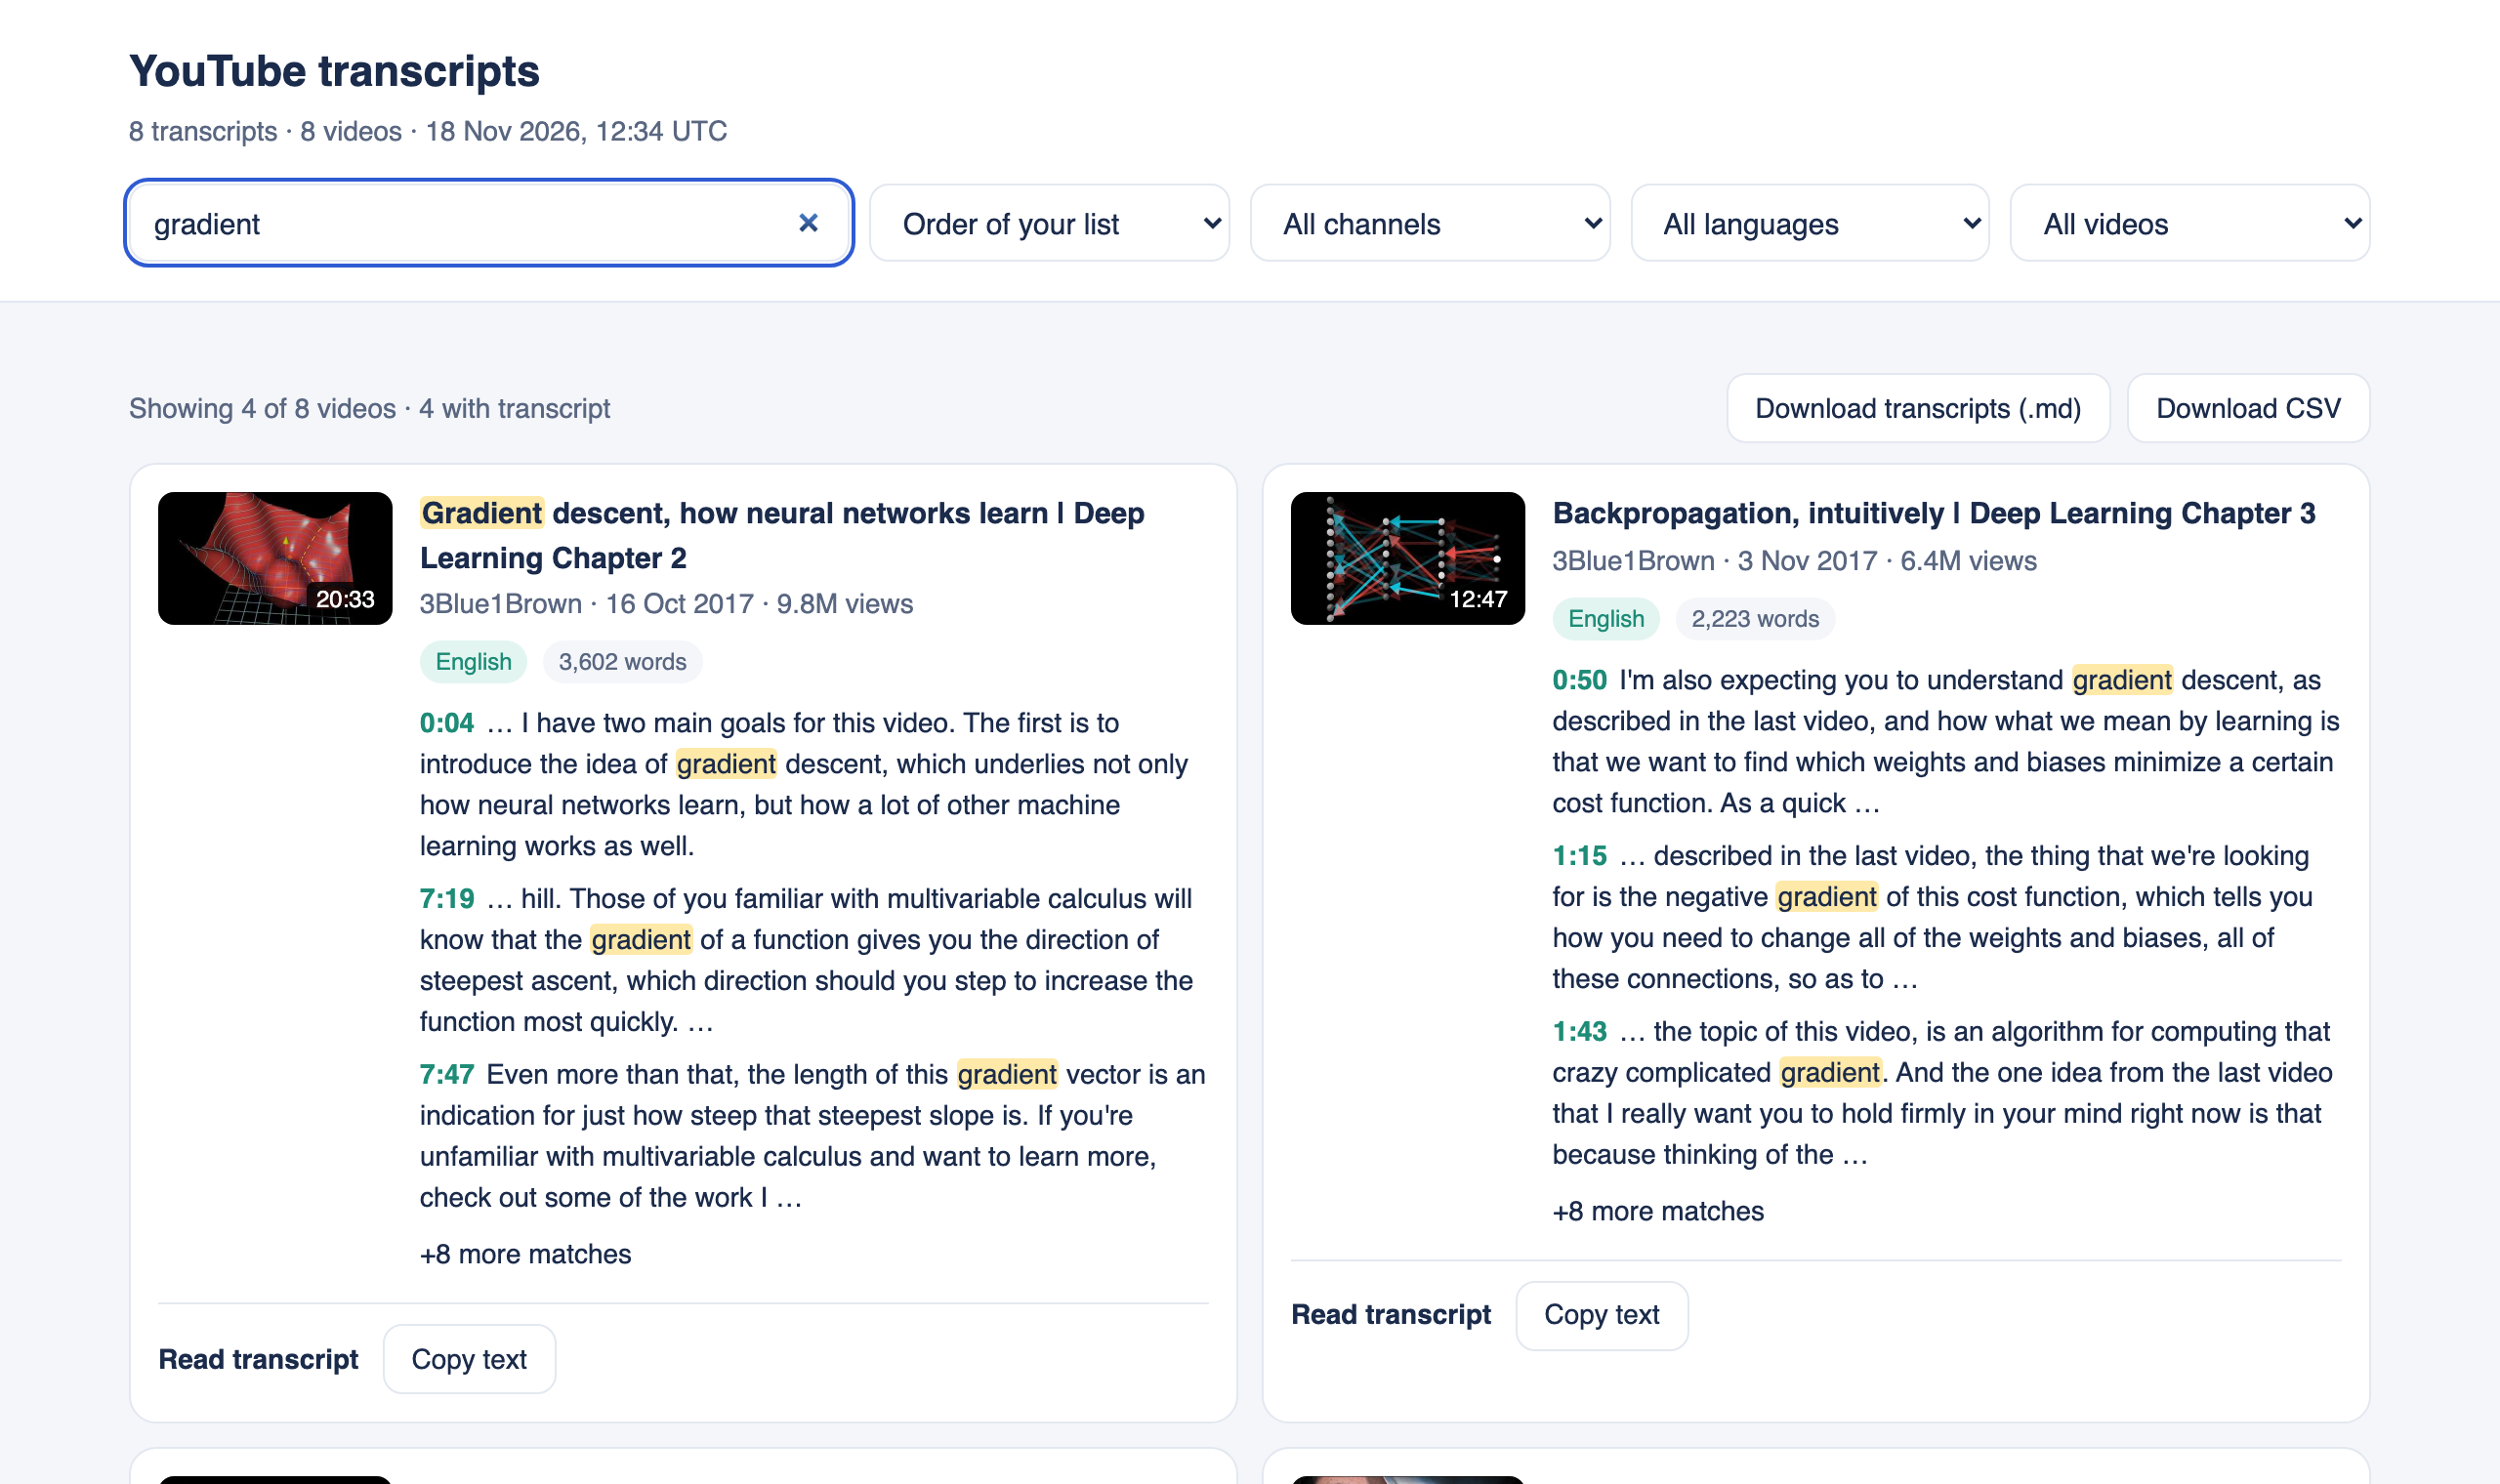 YouTube transcripts
8 transcripts · 8 videos · 18 Nov 2026, 12:34 UTC
gradient ×
Order of your list
All channels
All languages
All videos
Showing 4 of 8 videos · 4 with transcript
Download transcripts (.md)
Download CSV
20:33
Gradient descent, how neural networks learn | Deep
Learning Chapter 2
3Blue1Brown · 16 Oct 2017 · 9.8M views
English
3,602 words
0:04 … I have two main goals for this video. The first is to
introduce the idea of gradient descent, which underlies not only
how neural networks learn, but how a lot of other machine
learning works as well.
7:19 … hill. Those of you familiar with multivariable calculus will
know that the gradient of a function gives you the direction of
steepest ascent, which direction should you step to increase the
function most quickly. …
7:47 Even more than that, the length of this gradient vector is an
indication for just how steep that steepest slope is. If you're
unfamiliar with multivariable calculus and want to learn more,
check out some of the work I …
+8 more matches
Read transcript
Copy text
12:47
Backpropagation, intuitively | Deep Learning Chapter 3
3Blue1Brown · 3 Nov 2017 · 6.4M views
English
2,223 words
0:50 I'm also expecting you to understand gradient descent, as
described in the last video, and how what we mean by learning is
that we want to find which weights and biases minimize a certain
cost function. As a quick …
1:15 … described in the last video, the thing that we're looking
for is the negative gradient of this cost function, which tells you
how you need to change all of the weights and biases, all of
these connections, so as to …
1:43 … the topic of this video, is an algorithm for computing that
crazy complicated gradient. And the one idea from the last video
that I really want you to hold firmly in your mind right now is that
because thinking of the …
+8 more matches
Read transcript
Copy text